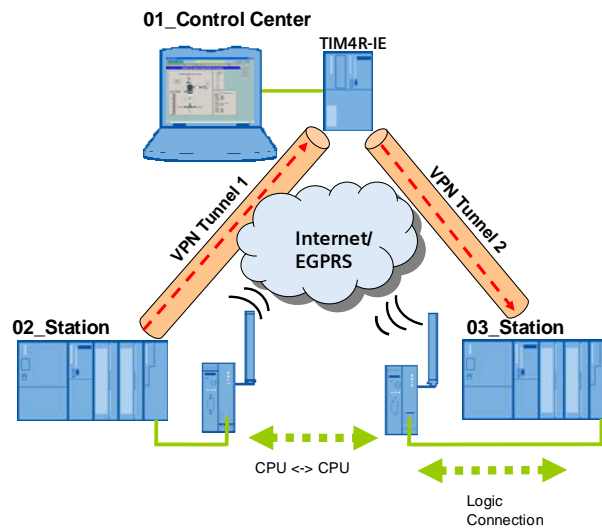 01_Control Center
TIM4R-IE
VPN Tunnel 1
VPN Tunnel 2
Internet/
EGPRS
02_Station
03_Station
CPU <-> CPU
Logic
Connection